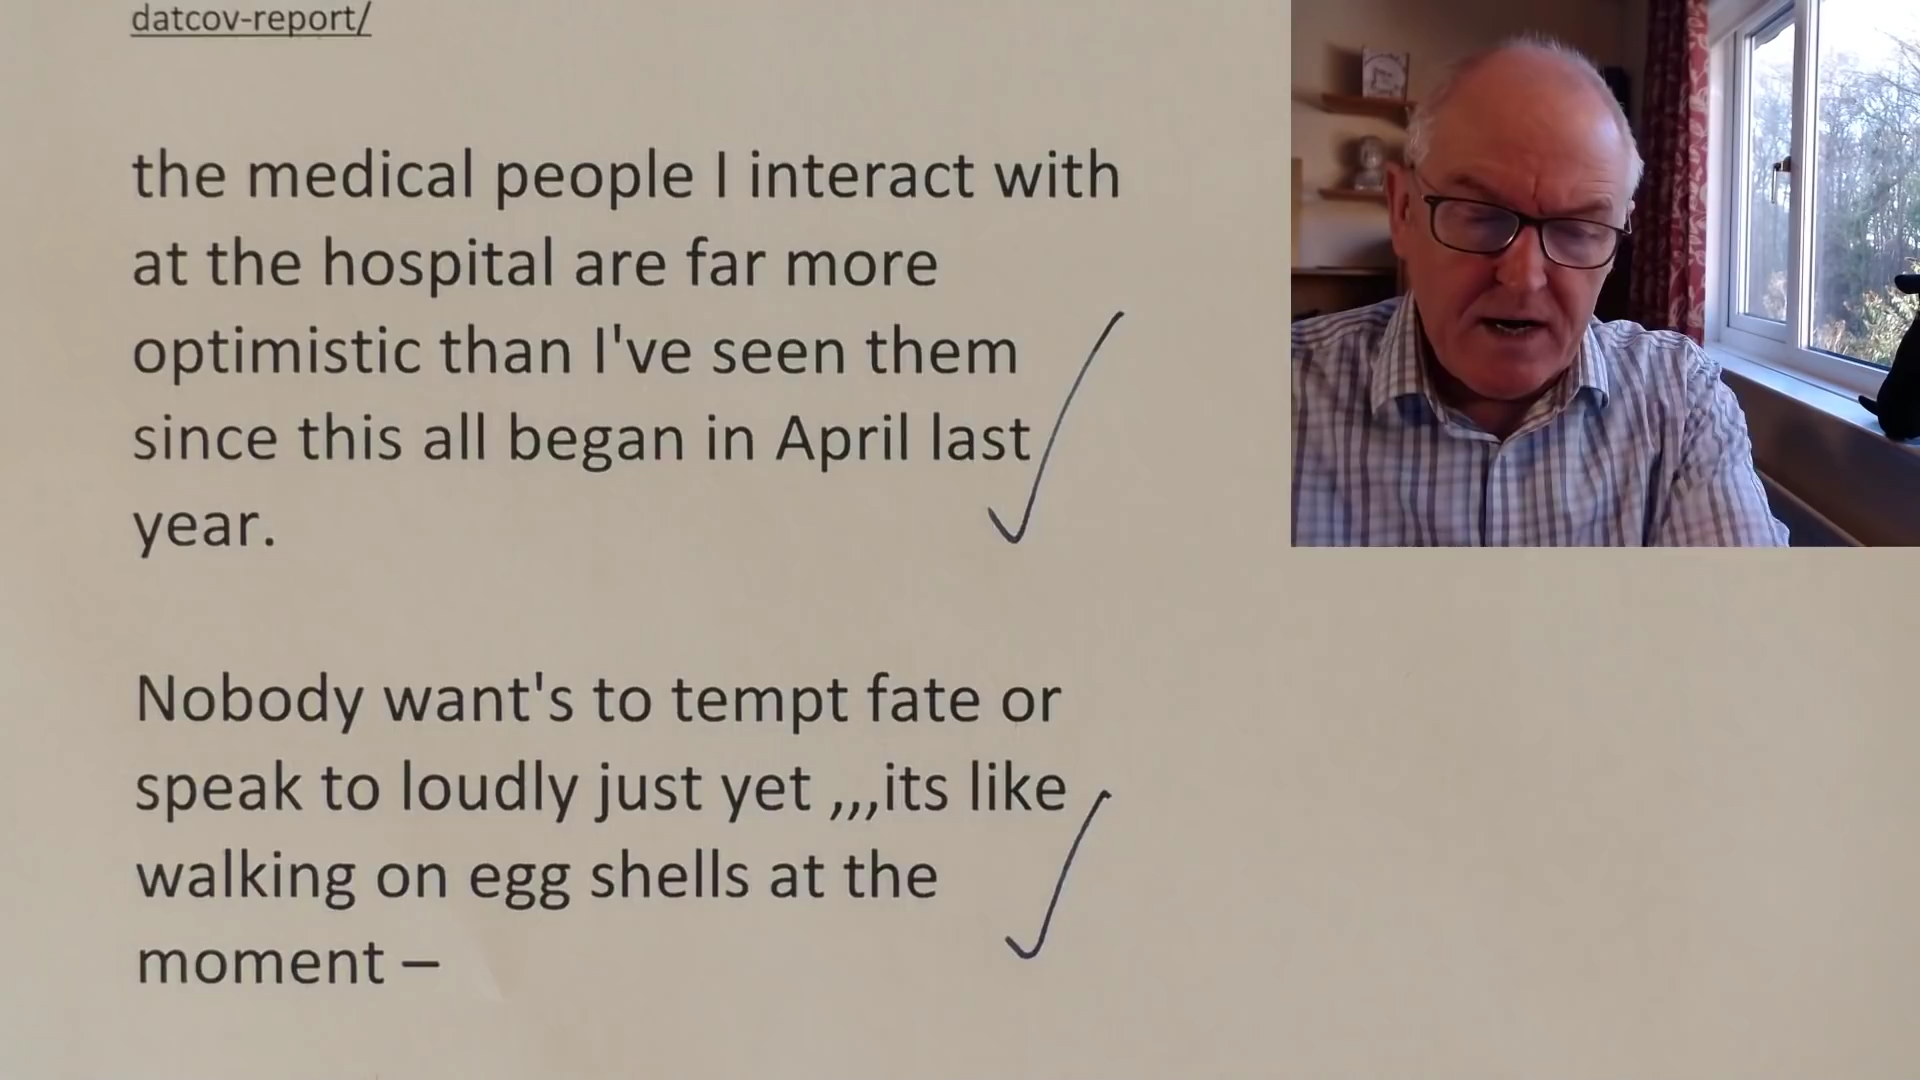 datcov-report/
the medical people I interact with
at the hospital are far more
optimistic than I've seen them
since this all began in April last
year.
Nobody want's to tempt fate or
speak to loudly just yet ,,,its like
walking on egg shells at the
moment –